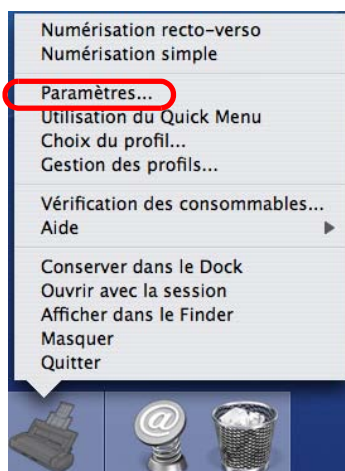 Numérisation recto-verso
Numérisation simple
Paramètres...
Utilisation du Quick Menu
Choix du profil...
Gestion des profils...
Vérification des consommables...
Aide
Conserver dans le Dock
Ouvrir avec la session
Afficher dans le Finder
Masquer
Quitter
@